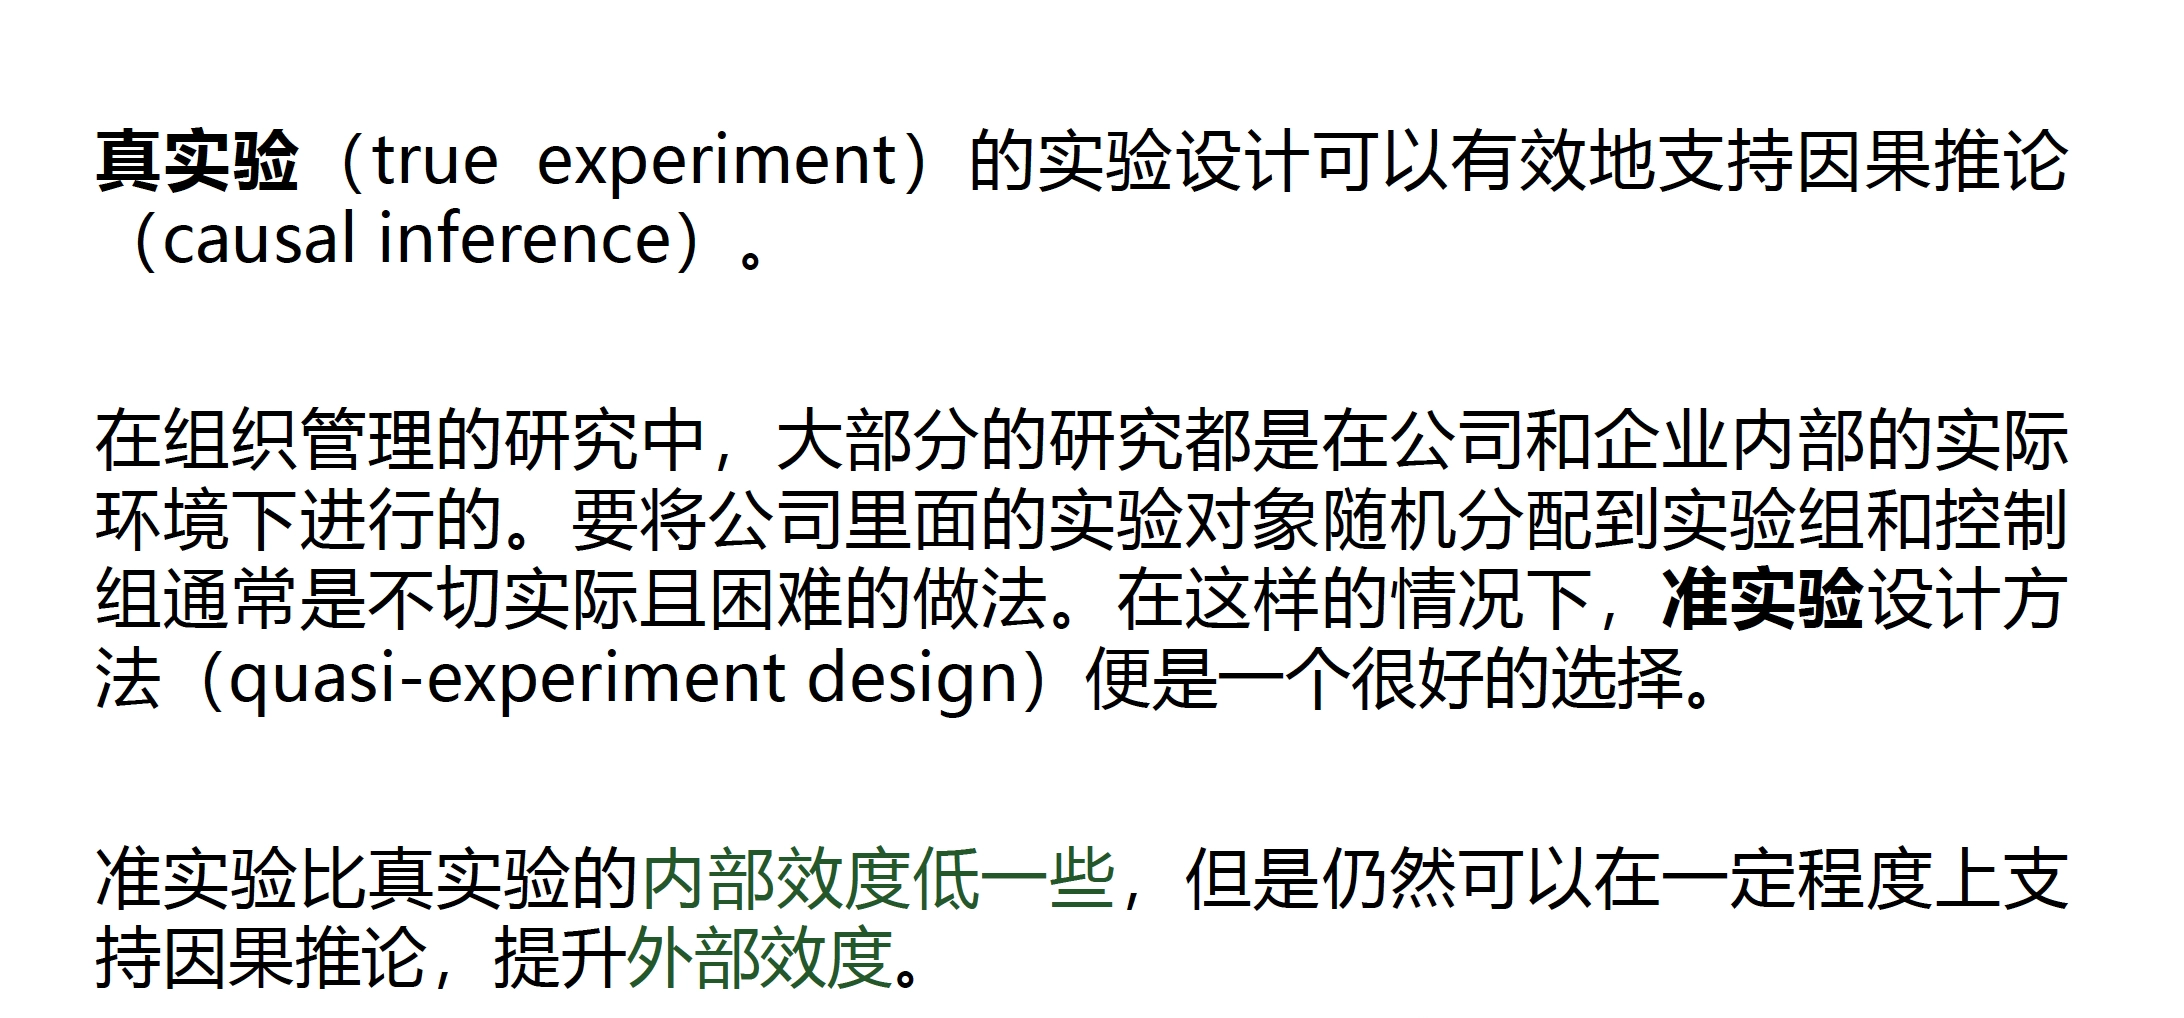 真实验（true experiment）的实验设计可以有效地支持因果推论
（causal inference）。
在组织管理的研究中，大部分的研究都是在公司和企业内部的实际
环境下进行的。要将公司里面的实验对象随机分配到实验组和控制
组通常是不切实际且困难的做法。在这样的情况下，准实验设计方
法（quasi-experiment design）便是一个很好的选择。
准实验比真实验的内部效度低一些，但是仍然可以在一定程度上支
持因果推论，提升外部效度。